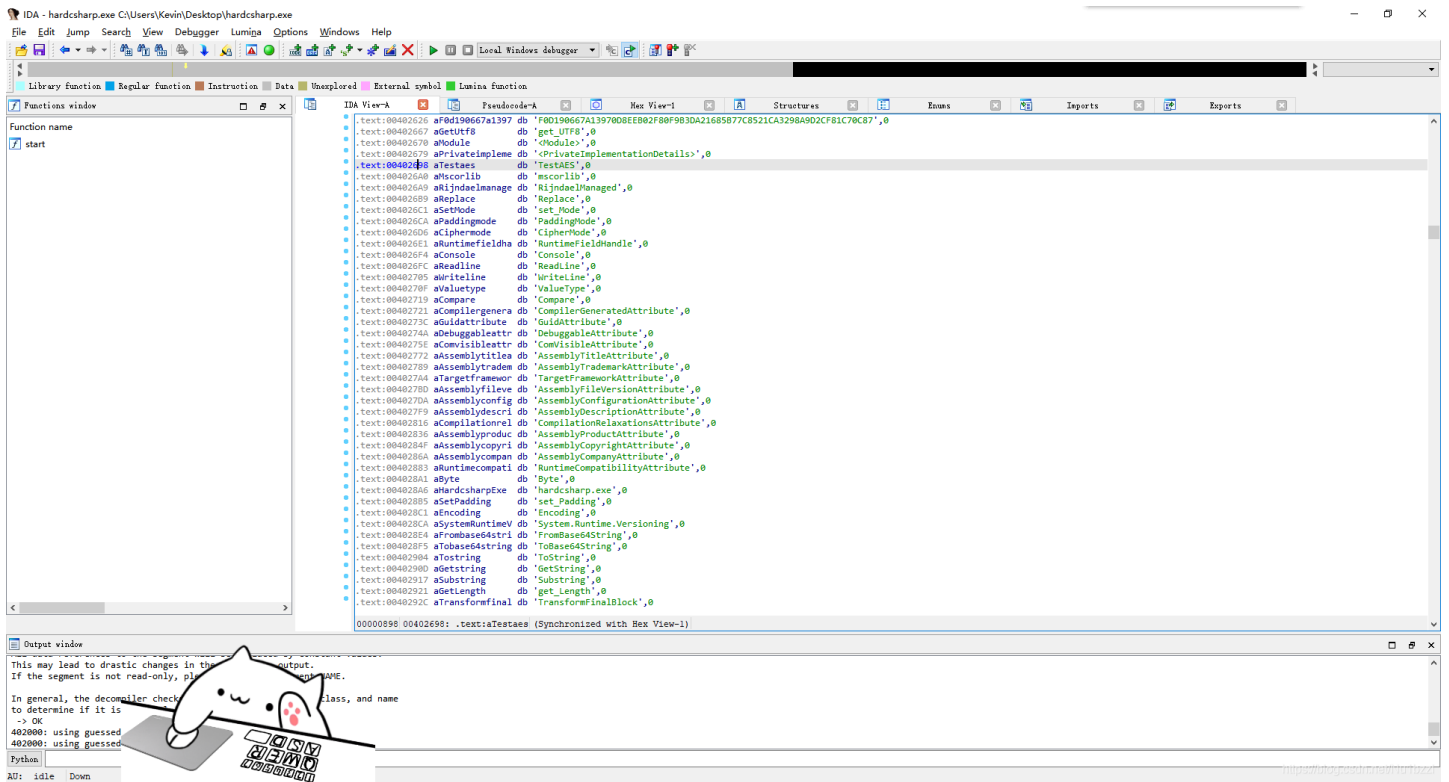 IDA - hardcsharp.exe C:\Users\Kevin\Desktop\hardcsharp.exe
File Edit Jump Search View Debugger Lumina Options Windows Help
Local Windows debugger
Library function Regular function Instruction Data Unexplored External symbol Lumina function
Functions window
IDA View-A Pseudocode-A Hex View-1 Structures Enums Imports Exports
Function name
start
.text:00402626 aF0d190667a1397 db 'F0D190667A13970D8EEB02F80F9B3DA21685B77C8521CA3298A9D2CF81C70C87',0
.text:00402667 aGetUtf8 db 'get_UTF8',0
.text:00402670 aModule db '<Module>',0
.text:00402679 aPrivateimpleme db '<PrivateImplementationDetails>',0
.text:00402698 aTestaes db 'TestAES',0
.text:004026A0 aMscorlib db 'mscorlib',0
.text:004026A9 aRijndaelmanage db 'RijndaelManaged',0
.text:004026B9 aReplace db 'Replace',0
.text:004026C1 aSetMode db 'set_Mode',0
.text:004026CA aPaddingmode db 'PaddingMode',0
.text:004026D6 aCiphermode db 'CipherMode',0
.text:004026E1 aRuntimefieldha db 'RuntimeFieldHandle',0
.text:004026F4 aConsole db 'Console',0
.text:004026FC aReadline db 'ReadLine',0
.text:00402705 aWriteline db 'WriteLine',0
.text:0040270F aValuetype db 'ValueType',0
.text:00402719 aCompare db 'Compare',0
.text:00402721 aCompilergenera db 'CompilerGeneratedAttribute',0
.text:0040273C aGuidattribute db 'GuidAttribute',0
.text:0040274A aDebuggableattr db 'DebuggableAttribute',0
.text:0040275E aComvisibleattr db 'ComVisibleAttribute',0
.text:00402772 aAssemblytitlea db 'AssemblyTitleAttribute',0
.text:00402789 aAssemblytradem db 'AssemblyTrademarkAttribute',0
.text:004027A4 aTargetframewor db 'TargetFrameworkAttribute',0
.text:004027BD aAssemblyfileve db 'AssemblyFileVersionAttribute',0
.text:004027DA aAssemblyconfig db 'AssemblyConfigurationAttribute',0
.text:004027F9 aAssemblydescri db 'AssemblyDescriptionAttribute',0
.text:00402816 aCompilationrel db 'CompilationRelaxationsAttribute',0
.text:00402836 aAssemblyproduc db 'AssemblyProductAttribute',0
.text:0040284F aAssemblycopyri db 'AssemblyCopyrightAttribute',0
.text:0040286A aAssemblycompan db 'AssemblyCompanyAttribute',0
.text:00402883 aRuntimecompati db 'RuntimeCompatibilityAttribute',0
.text:004028A1 aByte db 'Byte',0
.text:004028A6 aHardcsharpExe db 'hardcsharp.exe',0
.text:004028B5 aSetPadding db 'set_Padding',0
.text:004028C1 aEncoding db 'Encoding',0
.text:004028CA aSystemRuntimeV db 'System.Runtime.Versioning',0
.text:004028E4 aFrombase64stri db 'FromBase64String',0
.text:004028F5 aTobase64string db 'ToBase64String',0
.text:00402904 aTostring db 'ToString',0
.text:0040290D aGetstring db 'GetString',0
.text:00402917 aSubstring db 'Substring',0
.text:00402921 aGetLength db 'get_Length',0
.text:0040292C aTransformfinal db 'TransformFinalBlock',0
00000898 00402698: .text:aTestaes (Synchronized with Hex View-1)
Output window
This may lead to drastic changes in the output.
If the segment is not read-only, NAME.
In general, the decompiler class, and name
to determine if it is
-> OK
402000: using guessed
402000: using guessed
Python
AU: idle Down
ASD
QWER